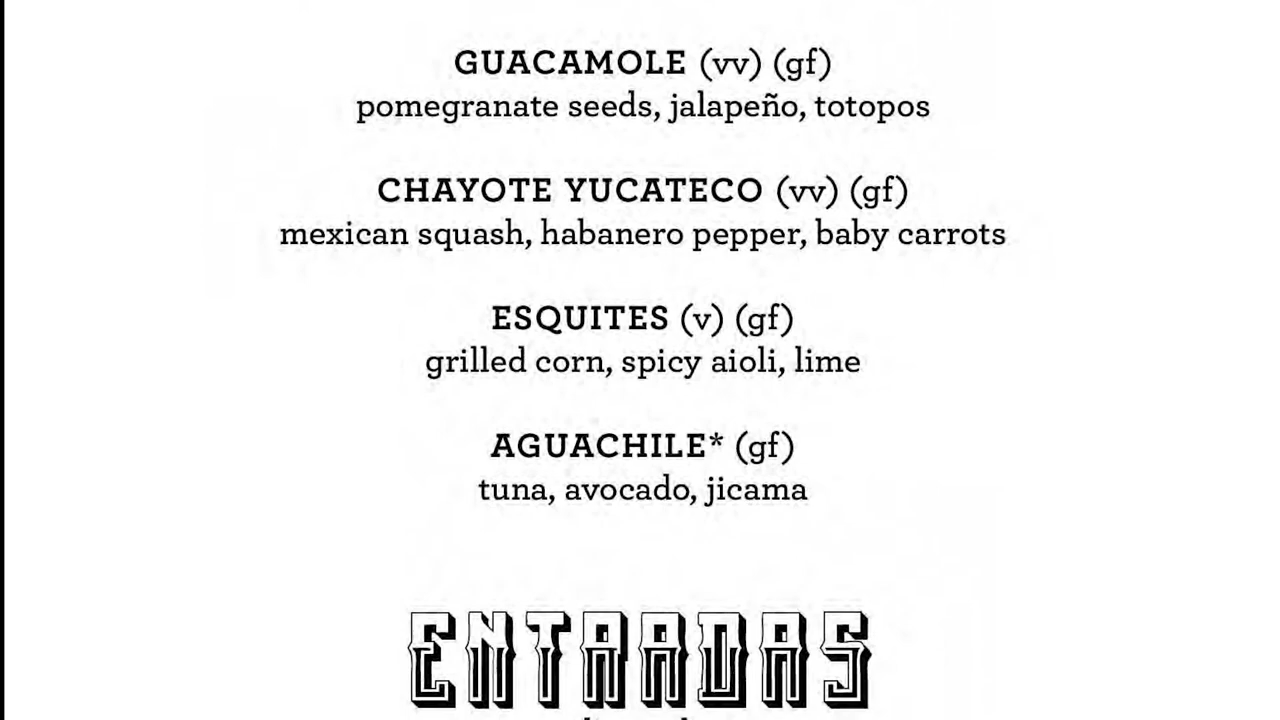 GUACAMOLE (vv) (gf)
pomegranate seeds, jalapeño, totopos
CHAYOTE YUCATECO (vv) (gf)
mexican squash, habanero pepper, baby carrots
ESQUITES (v) (gf)
grilled corn, spicy aioli, lime
AGUACHILE* (gf)
tuna, avocado, jicama
ENTRADAS